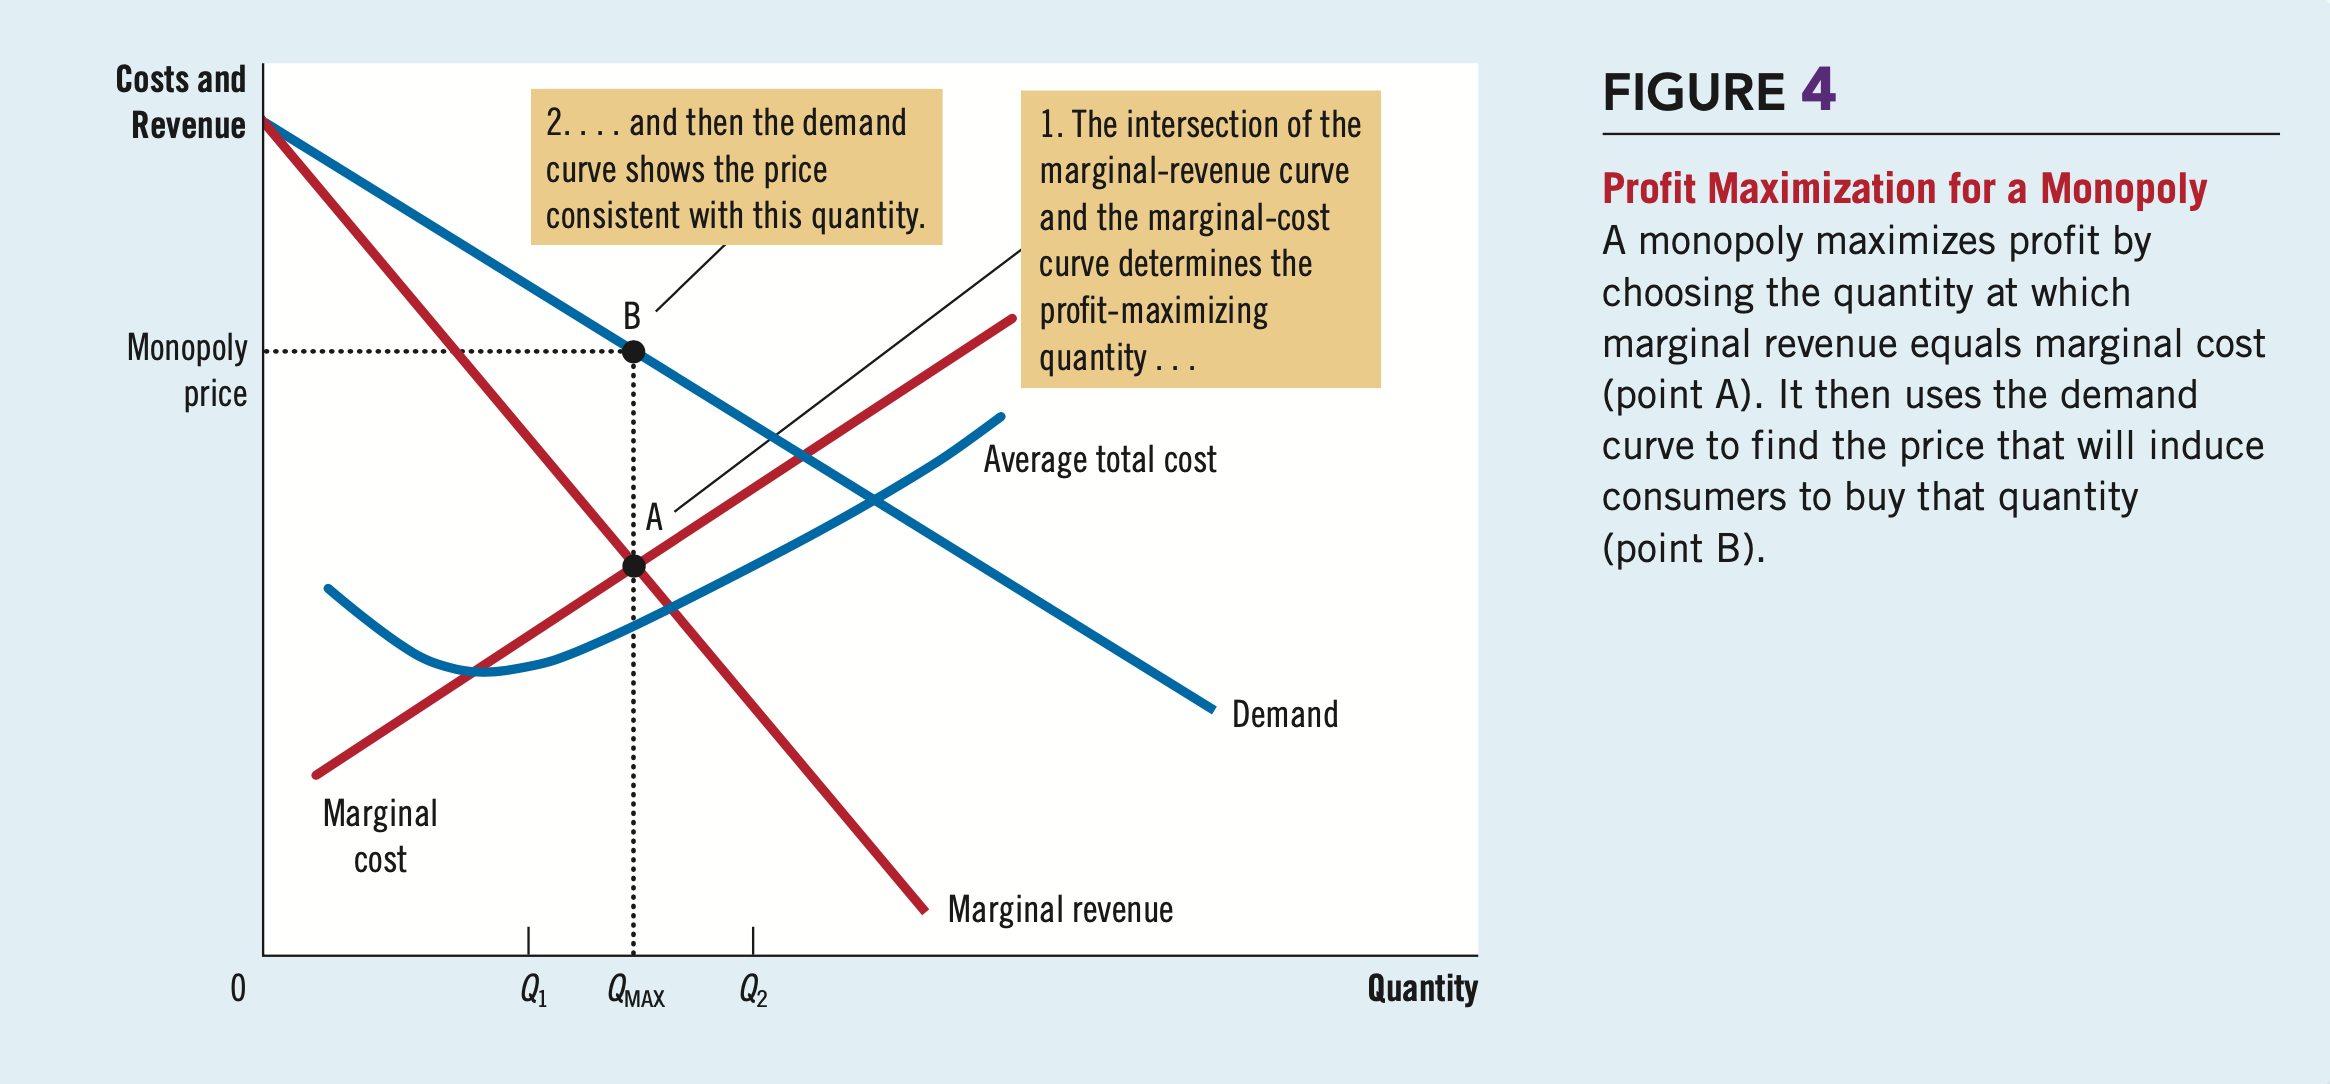 Costs and
Revenue
2. . . . and then the demand
curve shows the price
consistent with this quantity.
1. The intersection of the
marginal-revenue curve
and the marginal-cost
curve determines the
profit-maximizing
quantity . . .
B
Monopoly
price
A
Average total cost
Demand
Marginal
cost
Marginal revenue
0
Q1
QMAX
Q2
Quantity
FIGURE 4
Profit Maximization for a Monopoly
A monopoly maximizes profit by
choosing the quantity at which
marginal revenue equals marginal cost
(point A). It then uses the demand
curve to find the price that will induce
consumers to buy that quantity
(point B).